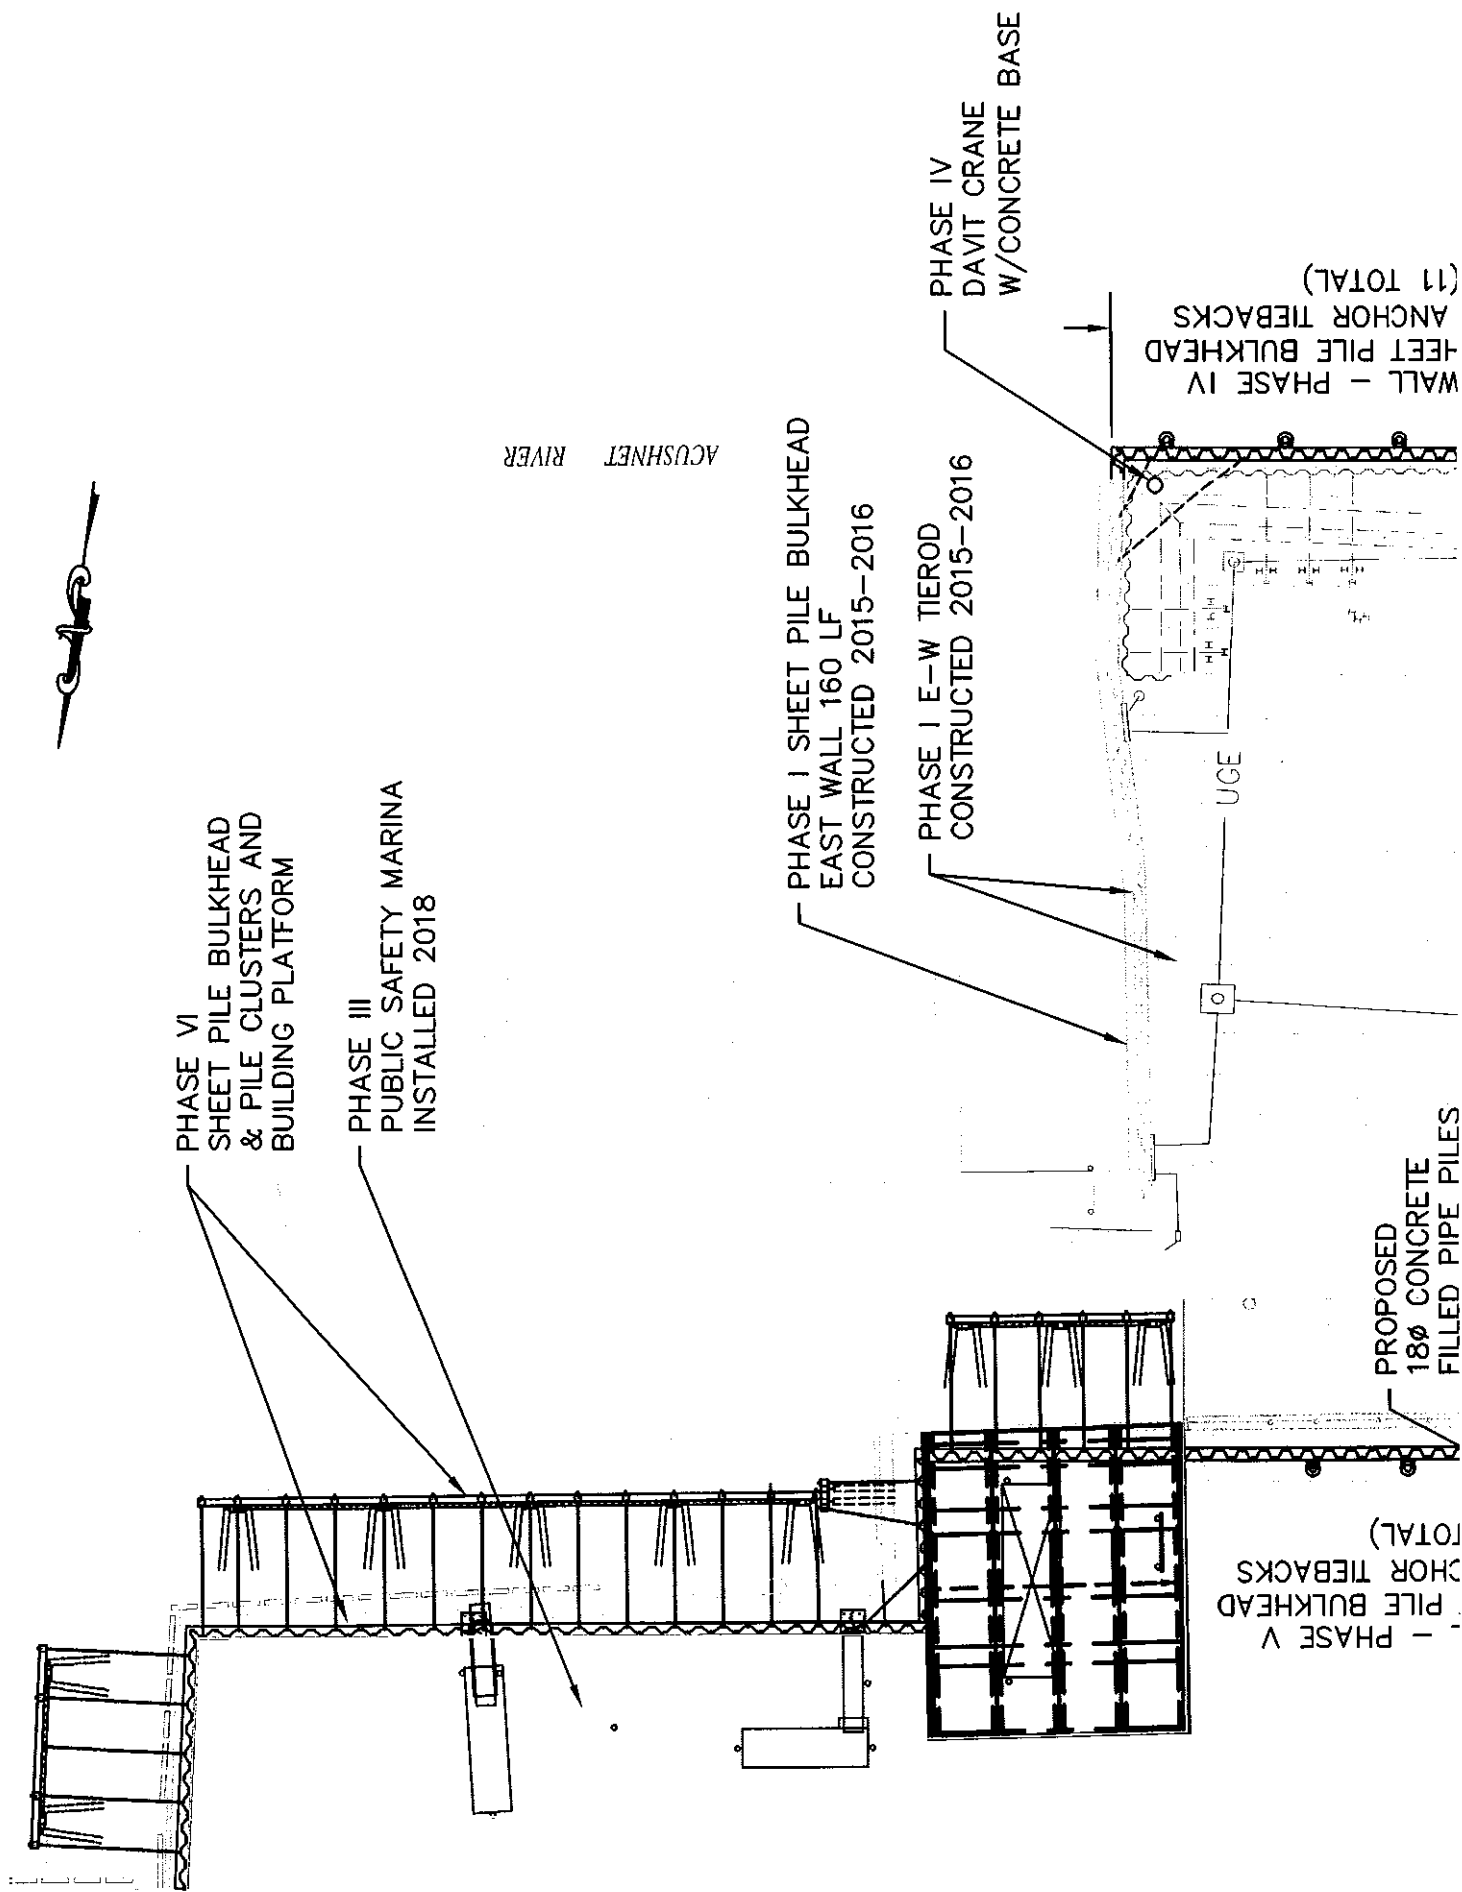 PHASE VI
SHEET PILE BULKHEAD
& PILE CLUSTERS AND
BUILDING PLATFORM
PHASE III
PUBLIC SAFETY MARINA
INSTALLED 2018
ACUSHNET RIVER
PHASE I SHEET PILE BULKHEAD
EAST WALL 160 LF
CONSTRUCTED 2015-2016
PHASE I E-W TIEROD
CONSTRUCTED 2015-2016
PHASE IV
DAVIT CRANE
W/CONCRETE BASE
WALL - PHASE IV
HEET PILE BULKHEAD
ANCHOR TIEBACKS
(11 TOTAL)
UGE
PROPOSED
18ø CONCRETE
FILLED PIPE PILES
- PHASE V
PILE BULKHEAD
CHOR TIEBACKS
TOTAL)